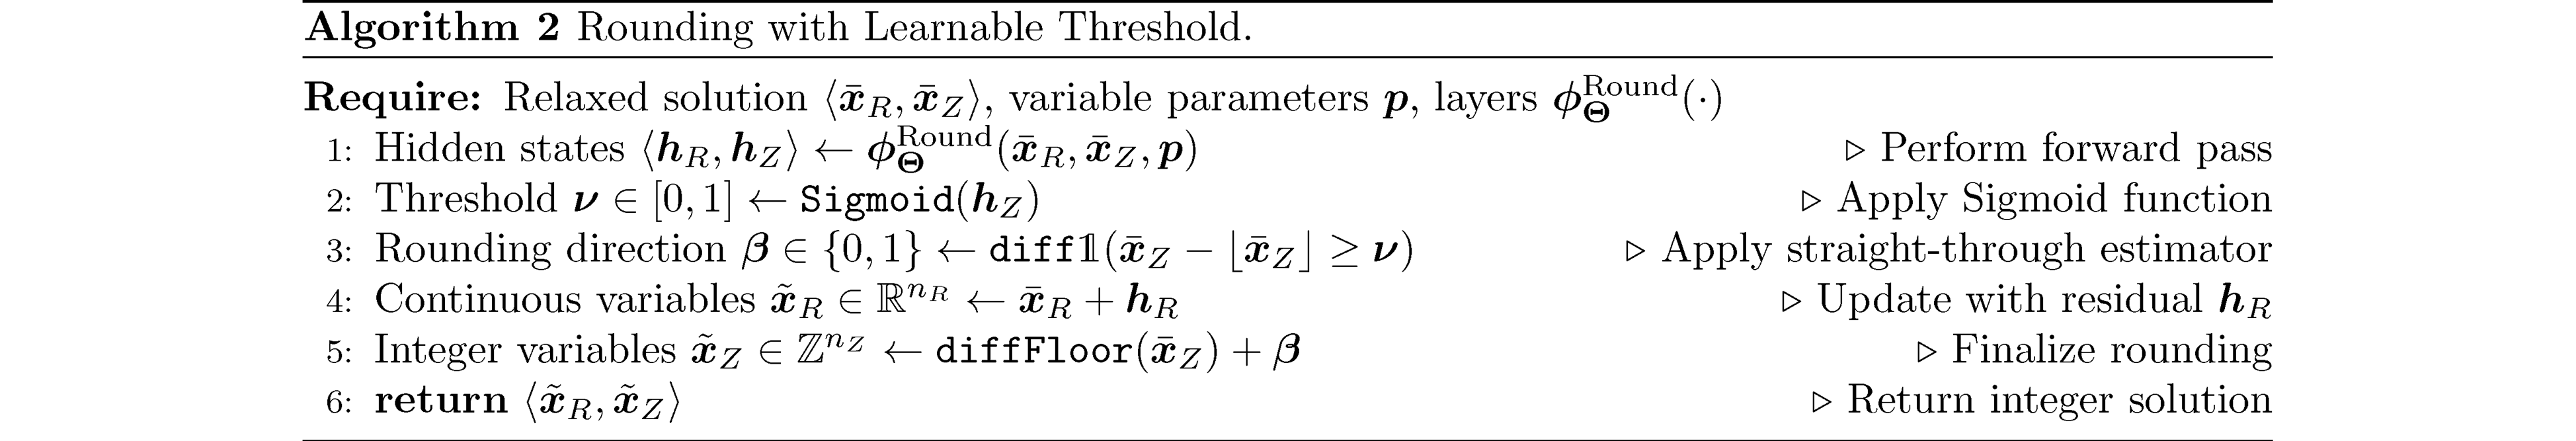 Algorithm 2 Rounding with Learnable Threshold.
Require: Relaxed solution ⟨x̄_R, x̄_Z⟩, variable parameters p, layers ϕ_Θ^Round(·)
1: Hidden states ⟨h_R, h_Z⟩ ← ϕ_Θ^Round(x̄_R, x̄_Z, p) ▷ Perform forward pass
2: Threshold ν ∈ [0, 1] ← Sigmoid(h_Z) ▷ Apply Sigmoid function
3: Rounding direction β ∈ {0, 1} ← diff𝟙(x̄_Z − ⌊x̄_Z⌋ ≥ ν) ▷ Apply straight-through estimator
4: Continuous variables x̃_R ∈ ℝ^{n_R} ← x̄_R + h_R ▷ Update with residual h_R
5: Integer variables x̃_Z ∈ ℤ^{n_Z} ← diffFloor(x̄_Z) + β ▷ Finalize rounding
6: return ⟨x̃_R, x̃_Z⟩ ▷ Return integer solution